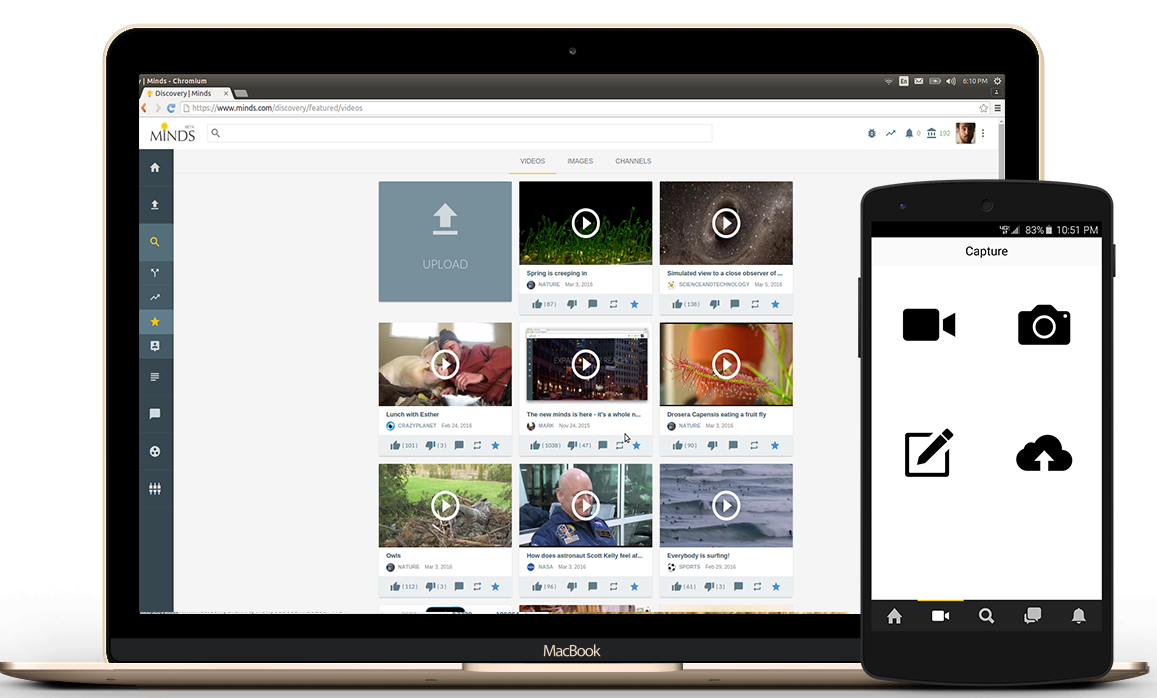 y | Minds - Chromium
En
6:10 PM
Discovery | Minds
https://www.minds.com/discovery/featured/videos
MINDS
BETA
0
192
VIDEOS IMAGES CHANNELS
UPLOAD
Spring is creeping in
NATURE Mar 3, 2016
(87)
Simulated view to a close observer of ...
SCIENCEANDTECHNOLOGY Mar 5, 2016
(138)
Lunch with Esther
CRAZYPLANET Feb 24, 2016
(101) (3)
EXPAND REACH
The new minds is here - it's a whole n...
MARK Nov 24, 2015
(1038) (47)
Drosera Capensis eating a fruit fly
NATURE Mar 3, 2016
(90)
Owls
NATURE Mar 3, 2016
(112) (3)
How does astronaut Scott Kelly feel af...
NASA Mar 3, 2016
(96)
Everybody is surfing!
SPORTS Feb 29, 2016
(61) (3)
MacBook
83% 10:51 PM
Capture